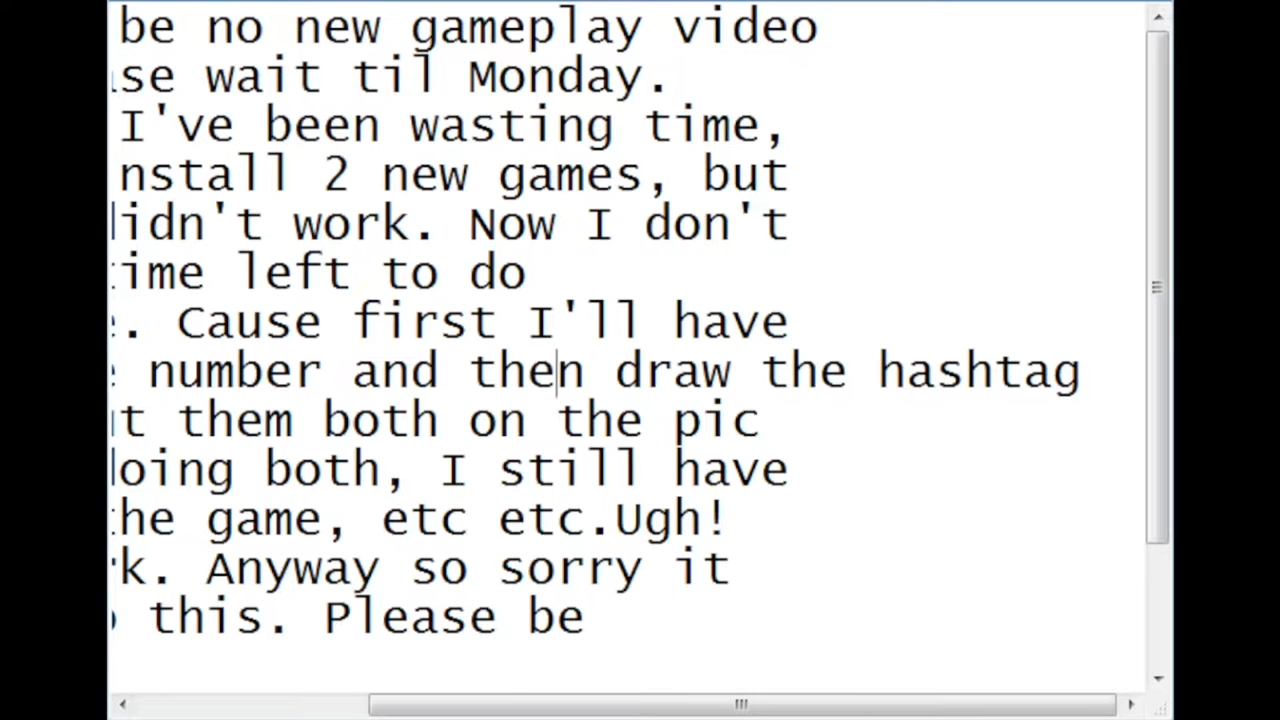 be no new gameplay video
se wait til Monday.
I've been wasting time,
nstall 2 new games, but
idn't work. Now I don't
ime left to do
. Cause first I'll have
number and then draw the hashtag
t them both on the pic
oing both, I still have
he game, etc etc.Ugh!
k. Anyway so sorry it
this. Please be